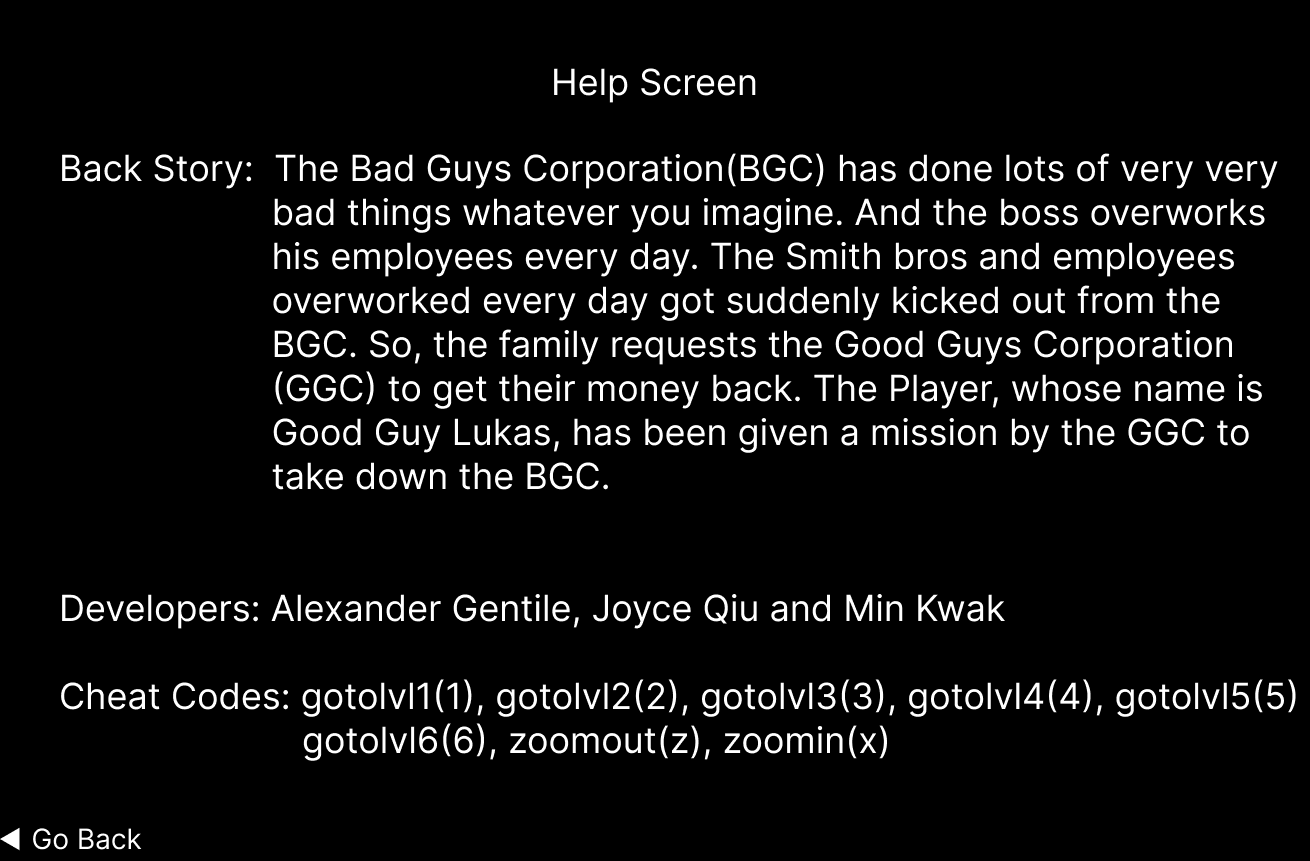 Help Screen
Back Story: The Bad Guys Corporation(BGC) has done lots of very very
bad things whatever you imagine. And the boss overworks
his employees every day. The Smith bros and employees
overworked every day got suddenly kicked out from the
BGC. So, the family requests the Good Guys Corporation
(GGC) to get their money back. The Player, whose name is
Good Guy Lukas, has been given a mission by the GGC to
take down the BGC.
Developers: Alexander Gentile, Joyce Qiu and Min Kwak
Cheat Codes: gotolvl1(1), gotolvl2(2), gotolvl3(3), gotolvl4(4), gotolvl5(5)
gotolvl6(6), zoomout(z), zoomin(x)
◀ Go Back